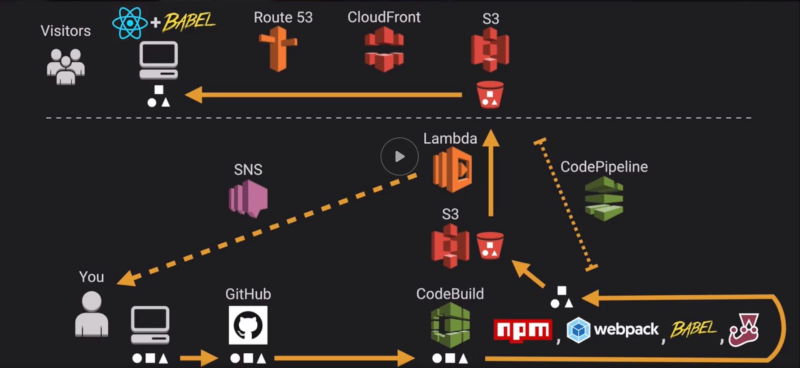 Visitors
+ BABEL
Route 53
CloudFront
S3
Lambda
SNS
CodePipeline
S3
You
GitHub
CodeBuild
npm, webpack, BABEL,